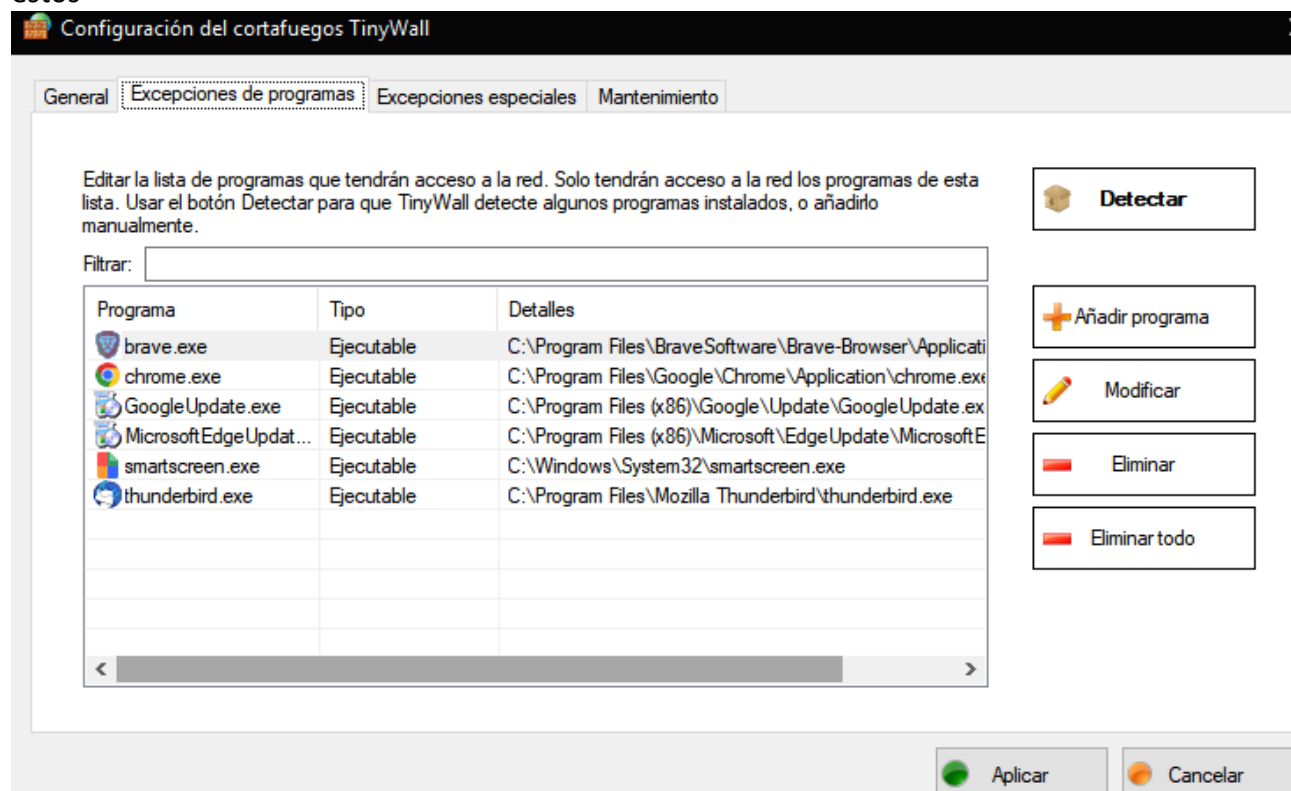 Configuración del cortafuegos TinyWall
General Excepciones de programas Excepciones especiales Mantenimiento
Editar la lista de programas que tendrán acceso a la red. Solo tendrán acceso a la red los programas de esta
lista. Usar el botón Detectar para que TinyWall detecte algunos programas instalados, o añadirlo
manualmente.
Detectar
Filtrar:
Programa Tipo Detalles
brave.exe Ejecutable C:\Program Files\BraveSoftware\Brave-Browser\Applicati
chrome.exe Ejecutable C:\Program Files\Google\Chrome\Application\chrome.exe
GoogleUpdate.exe Ejecutable C:\Program Files (x86)\Google\Update\GoogleUpdate.ex
MicrosoftEdgeUpdat... Ejecutable C:\Program Files (x86)\Microsoft\EdgeUpdate\MicrosoftE
smartscreen.exe Ejecutable C:\Windows\System32\smartscreen.exe
thunderbird.exe Ejecutable C:\Program Files\Mozilla Thunderbird\thunderbird.exe
Añadir programa
Modificar
Eliminar
Eliminar todo
Aplicar Cancelar